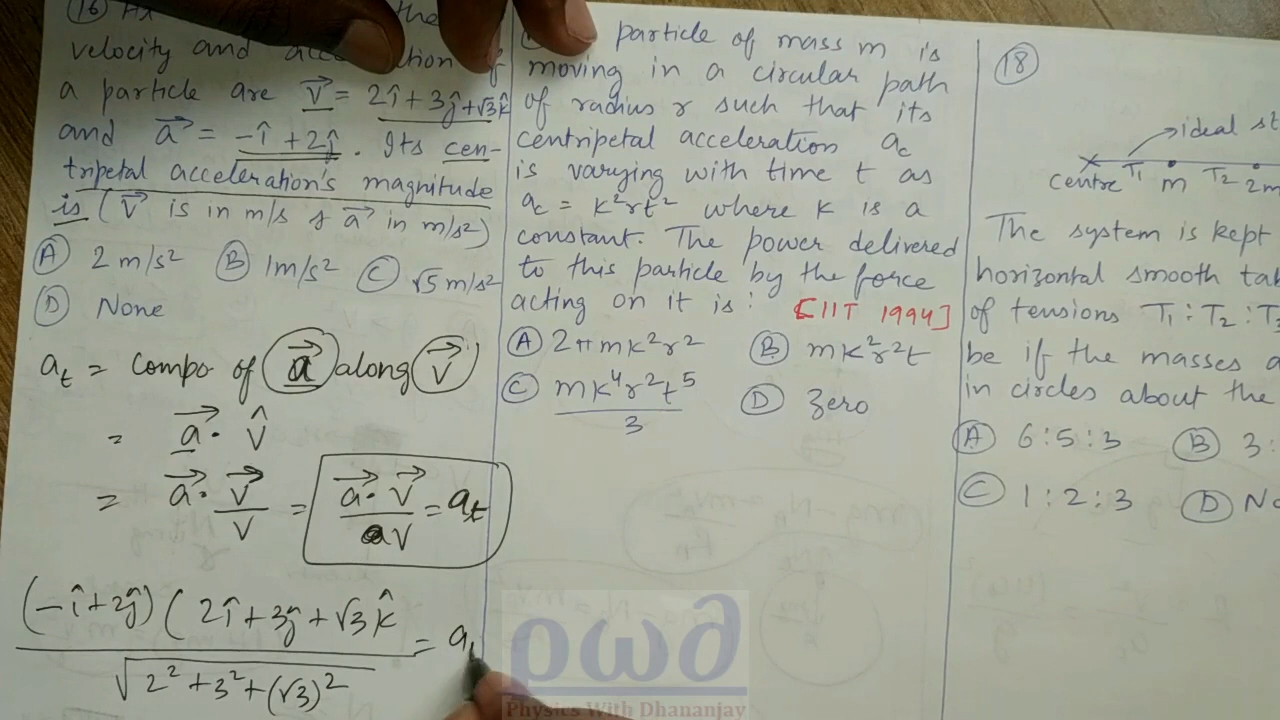 16
the
velocity and
a particle are v⃗ = 2î + 3ĵ + √3k̂
and a⃗ = -î + 2ĵ. Its cen-
tripetal acceleration's magnitude
is (v⃗ is in m/s & a⃗ in m/s²)
A 2 m/s² B 1m/s² C √5 m/s²
D None
aₜ = Compo of a⃗ along v⃗
= a⃗ · v̂
= a⃗ · v⃗/v = a⃗ · v⃗/v = aₜ
(-î + 2ĵ) (2î + 3ĵ + √3k̂
/ √2² + 3² + (√3)² = a
particle of mass m is
moving in a circular path
of radius r such that its
centripetal acceleration a_c
is varying with time t as
a_c = k²rt² where k is a
constant. The power delivered
to this particle by the force
acting on it is: [IIT 1994]
A 2πmk²r² B mk²r²t
C mk⁴r²t⁵/3 D Zero
18
ideal
centre T₁ m T₂ 2m
The system is kept
horizontal smooth
of tensions T₁ : T₂ :
be if the masses
in circles about the
A 6:5:3 B 3:
C 1:2:3 D
pwd
Physics With Dhananjay